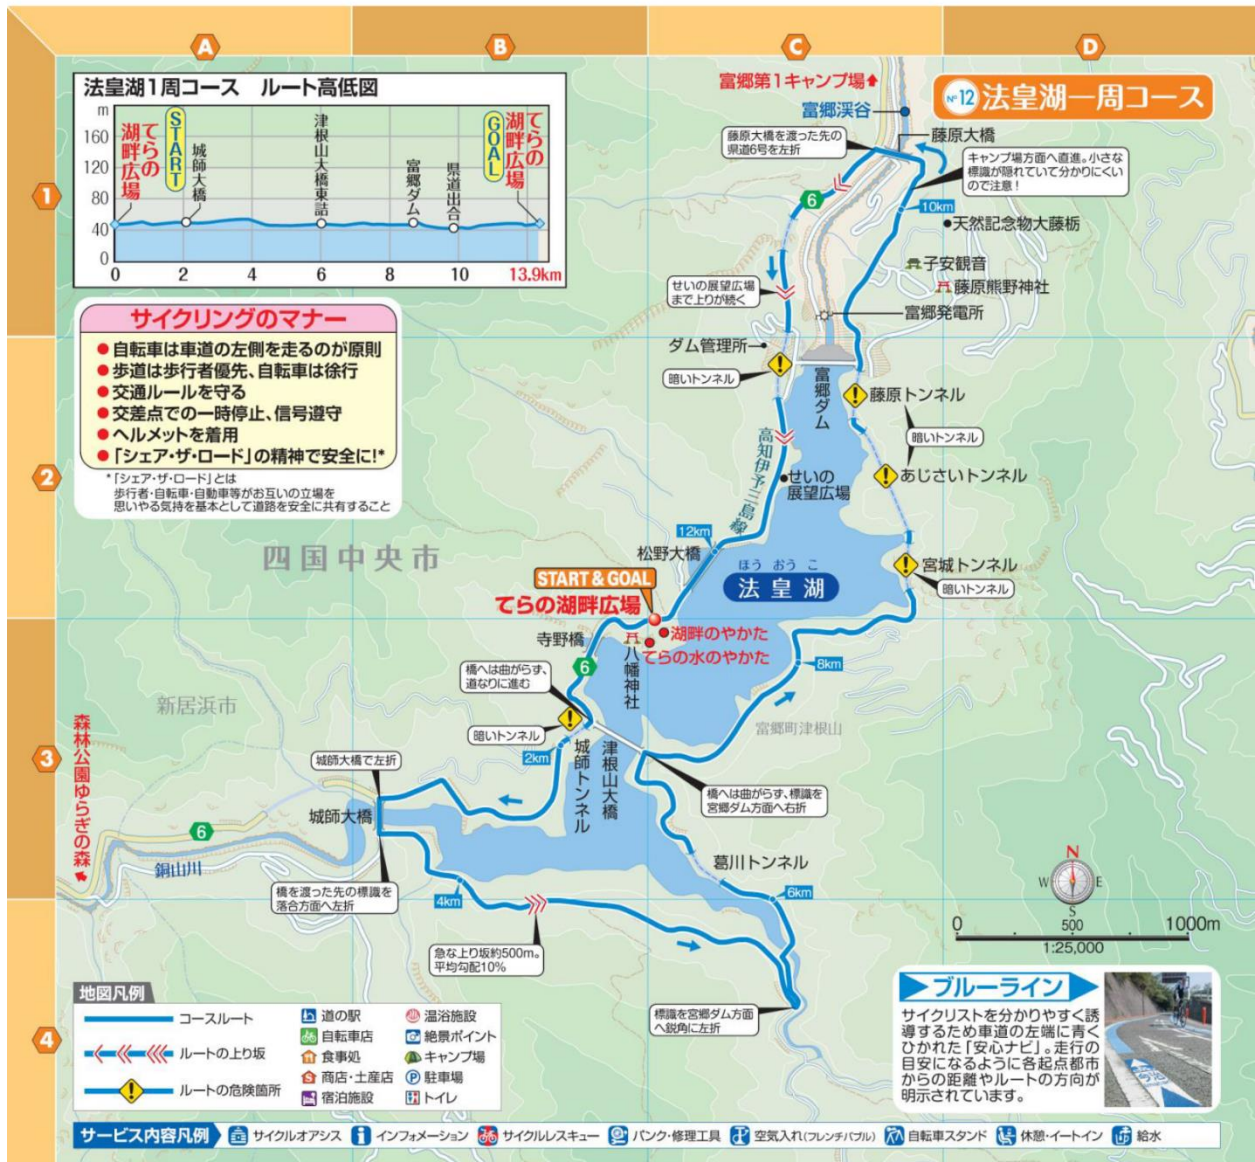 A
B
C
D
1
2
3
4
法皇湖1周コース ルート高低図
m
160
120
80
40
0
てらの湖畔広場
START
城師大橋
津根山大橋東詰
富郷ダム
県道出合
GOAL
てらの湖畔広場
0
2
4
6
8
10
13.9km
サイクリングのマナー
● 自転車は車道の左側を走るのが原則
● 歩道は歩行者優先、自転車は徐行
● 交通ルールを守る
● 交差点での一時停止、信号遵守
● ヘルメットを着用
● 「シェア・ザ・ロード」の精神で安全に!*
*「シェア・ザ・ロード」とは
歩行者・自転車・自動車等がお互いの立場を
思いやる気持を基本として道路を安全に共有すること
Nº12 法皇湖一周コース
富郷第1キャンプ場
富郷渓谷
藤原大橋を渡った先の
県道6号を左折
藤原大橋
キャンプ場方面へ直進。小さな
標識が隠れていて分かりにくい
ので注意!
6
10km
天然記念物大藤栃
子安観音
藤原熊野神社
せいの展望広場
まで上りが続く
富郷発電所
ダム管理所
暗いトンネル
富郷ダム
藤原トンネル
暗いトンネル
あじさいトンネル
高知伊予三島線
せいの
展望広場
12km
松野大橋
宮城トンネル
暗いトンネル
ほうおうこ
法皇湖
四国中央市
START & GOAL
てらの湖畔広場
湖畔のやかた
てらの水のやかた
寺野橋
八幡神社
6
橋へは曲がらず、
道なりに進む
8km
新居浜市
富郷町津根山
暗いトンネル
2km
城師トンネル
津根山大橋
森林公園ゆらぎの森
城師大橋で左折
城師大橋
橋へは曲がらず、標識を
宮郷ダム方面へ右折
6
銅山川
葛川トンネル
橋を渡った先の標識を
落合方面へ左折
4km
6km
急な上り坂約500m。
平均勾配10%
標識を宮郷ダム方面
へ鋭角に左折
N
W
E
S
0
500
1000m
1:25,000
地図凡例
コースルート
ルートの上り坂
ルートの危険箇所
道の駅
自転車店
食事処
商店・土産店
宿泊施設
温浴施設
絶景ポイント
キャンプ場
駐車場
トイレ
ブルーライン
サイクリストを分かりやすく誘
導するため車道の左端に青く
ひかれた「安心ナビ」。走行の
目安になるように各起点都市
からの距離やルートの方向が
明示されています。
サービス内容凡例
サイクルオアシス
インフォメーション
サイクルレスキュー
パンク・修理工具
空気入れ(フレンチバブル)
自転車スタンド
休憩・イートイン
給水